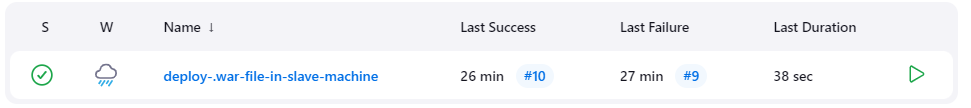 S W Name ↓ Last Success Last Failure Last Duration
deploy-.war-file-in-slave-machine 26 min #10 27 min #9 38 sec